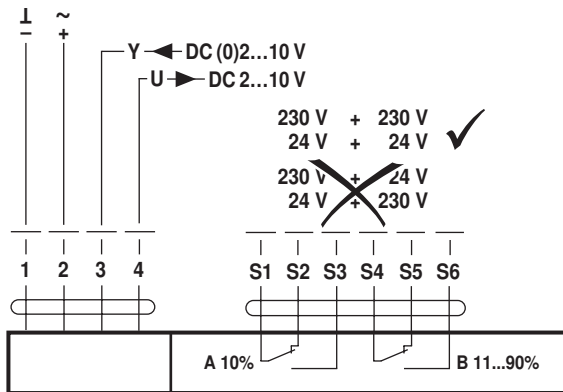 ⊥ ~
− +
Y DC (0)2...10 V
U DC 2...10 V
230 V + 230 V
24 V + 24 V
230 V + 24 V
24 V + 230 V
1 2 3 4 S1 S2 S3 S4 S5 S6
A 10% B 11...90%